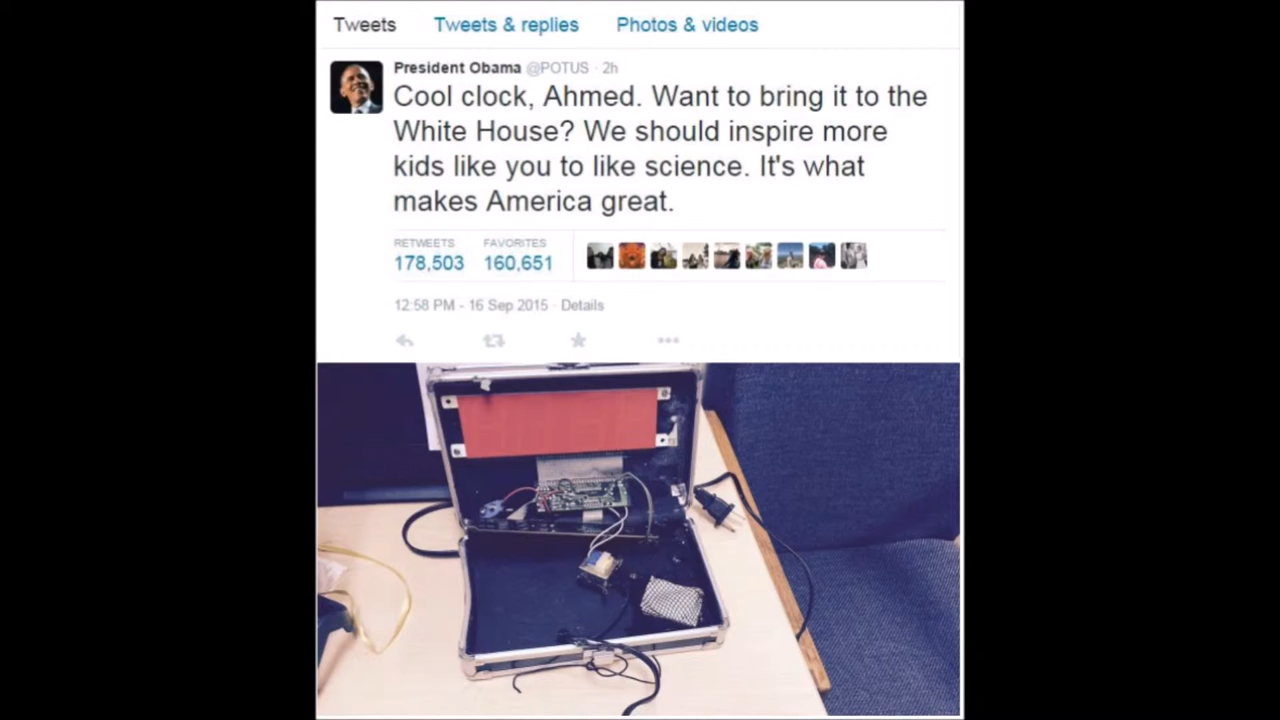 Tweets Tweets & replies Photos & videos
President Obama @POTUS · 2h
Cool clock, Ahmed. Want to bring it to the
White House? We should inspire more
kids like you to like science. It's what
makes America great.
RETWEETS FAVORITES
178,503 160,651
12:58 PM - 16 Sep 2015 · Details